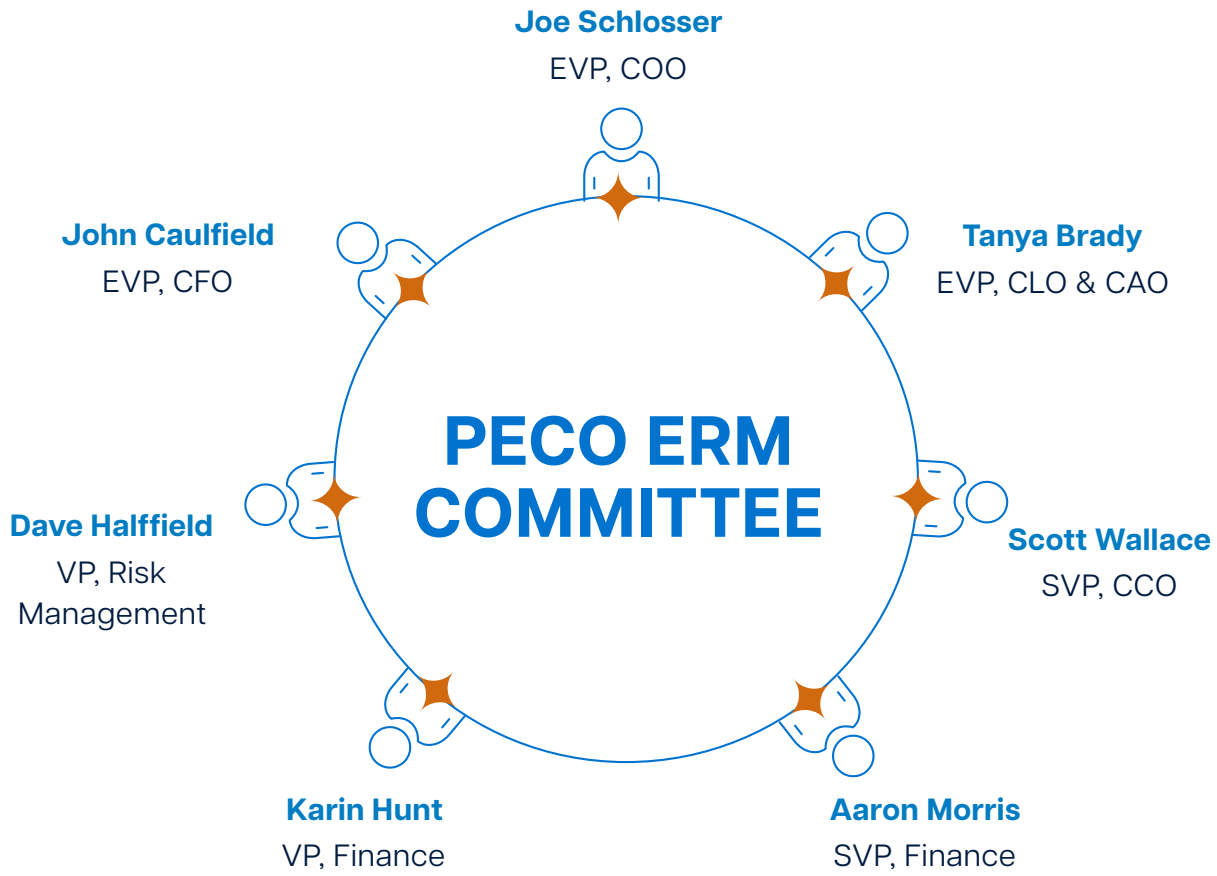 Joe Schlosser
EVP, COO
John Caulfield
EVP, CFO
Tanya Brady
EVP, CLO & CAO
PECO ERM
COMMITTEE
Dave Halffield
VP, Risk
Management
Scott Wallace
SVP, CCO
Karin Hunt
VP, Finance
Aaron Morris
SVP, Finance